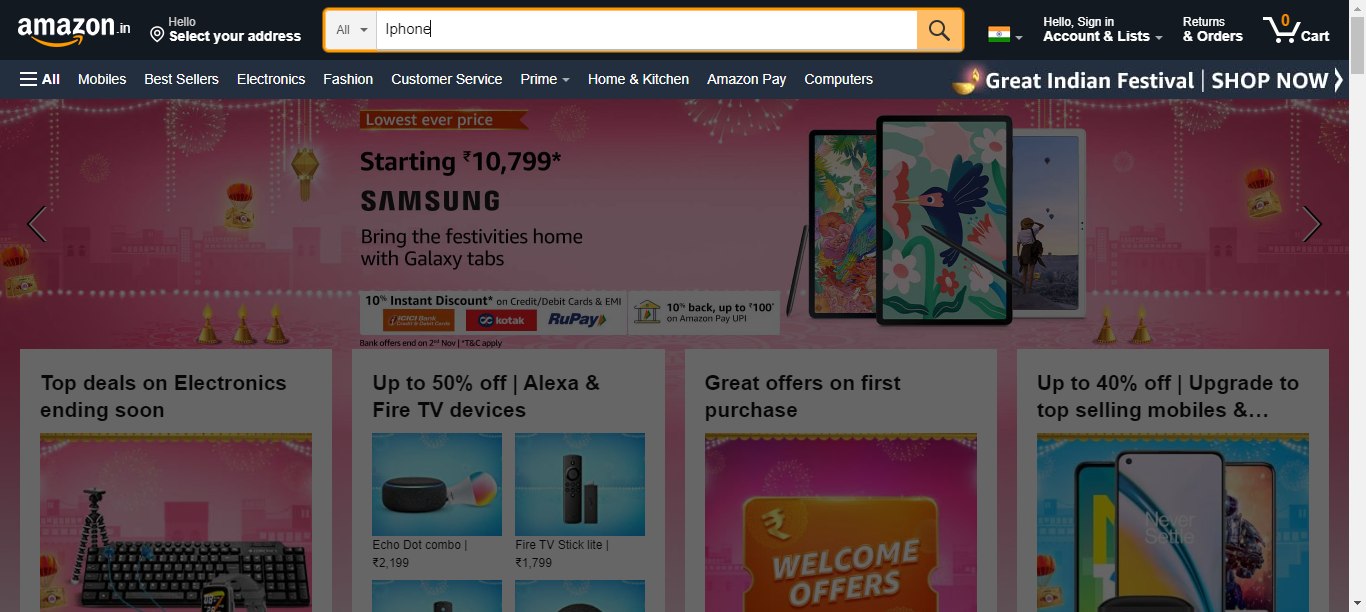 amazon.in
Hello
Select your address
All
Iphone
Hello, Sign in
Account & Lists
Returns
& Orders
0
Cart
All Mobiles Best Sellers Electronics Fashion Customer Service Prime Home & Kitchen Amazon Pay Computers
Great Indian Festival | SHOP NOW
Lowest ever price
Starting ₹10,799*
SAMSUNG
Bring the festivities home
with Galaxy tabs
10% Instant Discount* on Credit/Debit Cards & EMI
ICICI Bank
Credit & Debit Cards
kotak
RuPay
10% back, up to ₹100*
on Amazon Pay UPI
Bank offers end on 2nd Nov | *T&C apply
Top deals on Electronics
ending soon
Up to 50% off | Alexa &
Fire TV devices
Echo Dot combo |
₹2,199
Fire TV Stick lite |
₹1,799
Great offers on first
purchase
₹
WELCOME
OFFERS
Up to 40% off | Upgrade to
top selling mobiles &…
Never
Settle